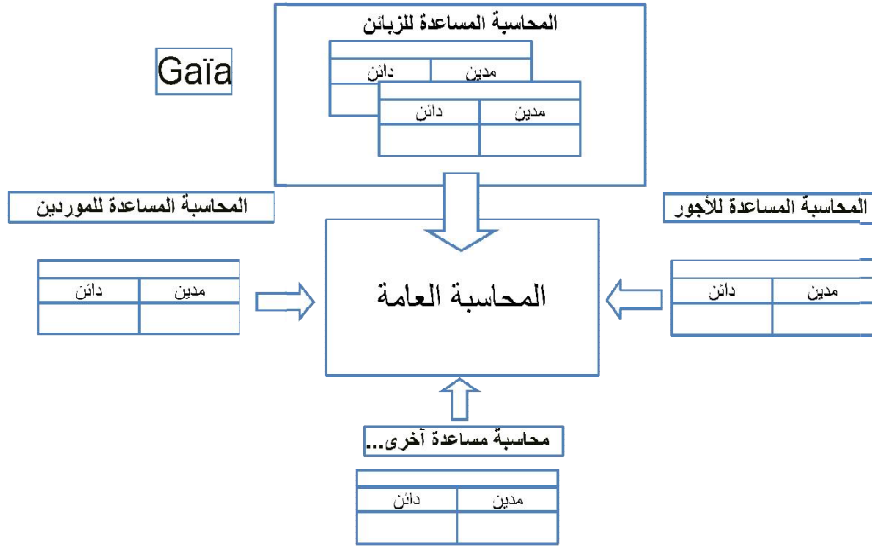 المحاسبة المساعدة للزبائن
Gaïa
مدين دائن
مدين دائن
المحاسبة المساعدة للأجور
المحاسبة المساعدة للموردين
مدين دائن
المحاسبة العامة
مدين دائن
محاسبة مساعدة آخرى...
مدين دائن